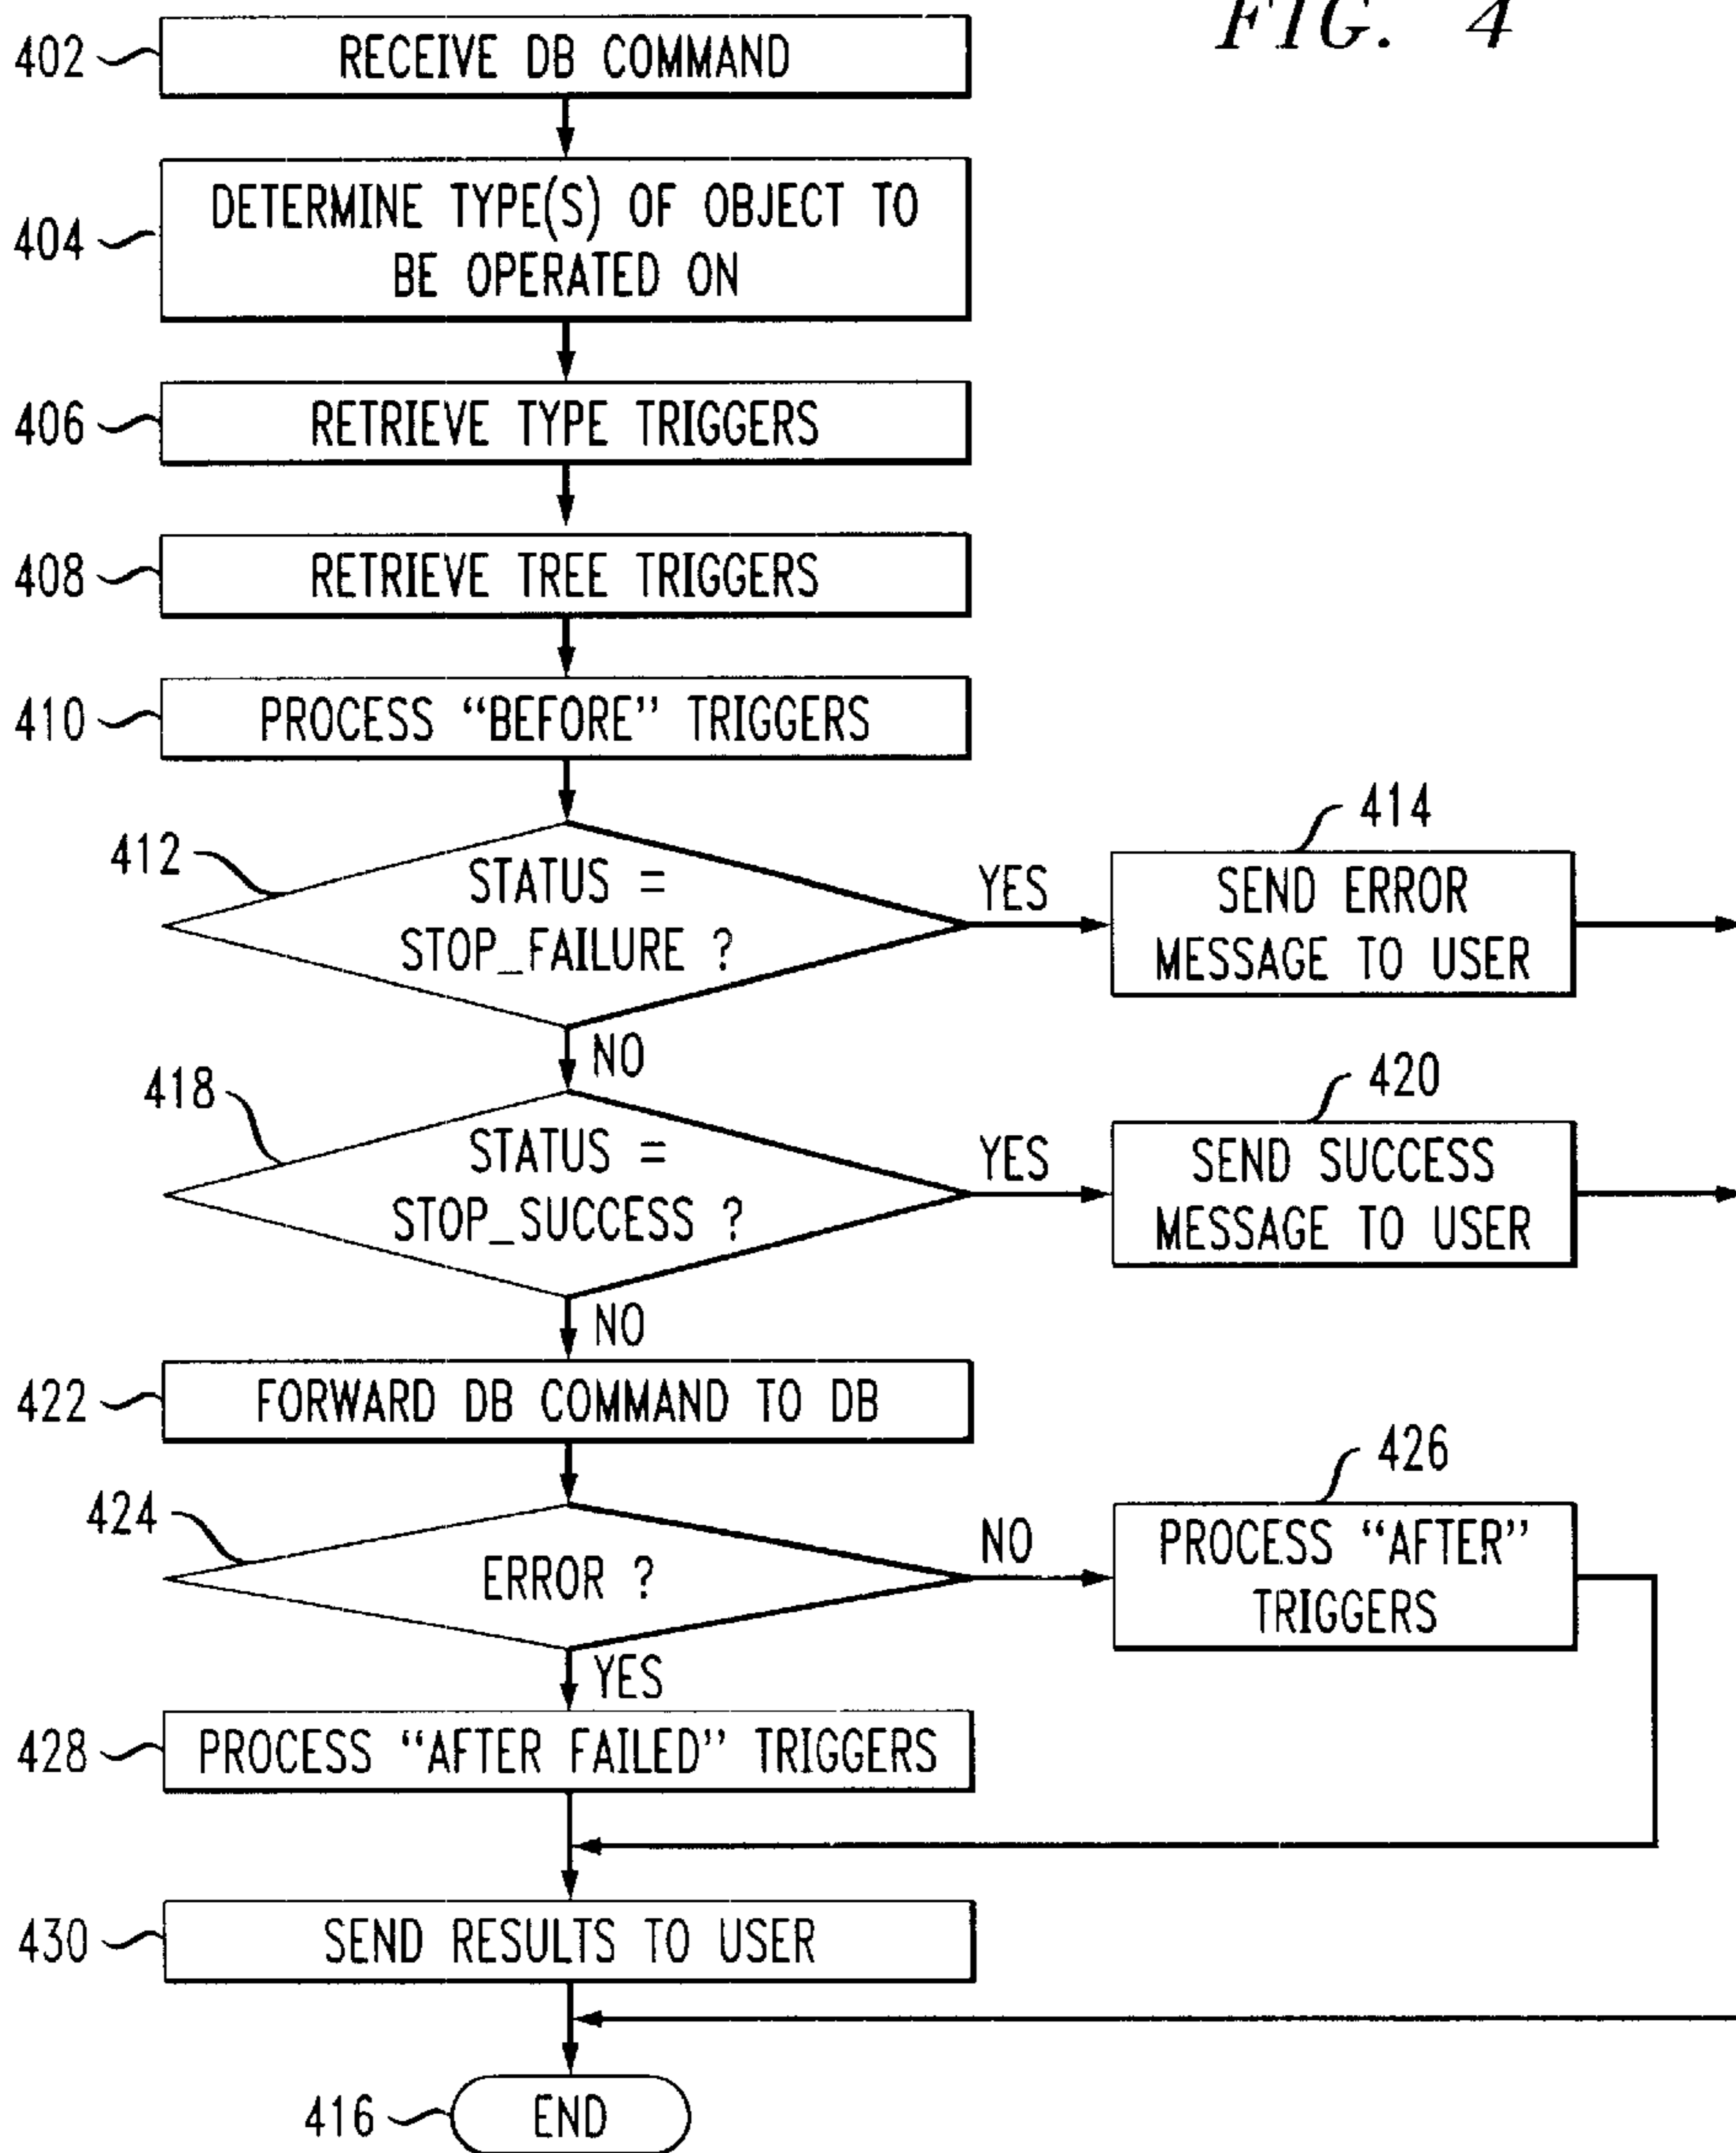 FIG. 4
402
RECEIVE DB COMMAND
404
DETERMINE TYPE(S) OF OBJECT TO
BE OPERATED ON
406
RETRIEVE TYPE TRIGGERS
408
RETRIEVE TREE TRIGGERS
410
PROCESS “BEFORE” TRIGGERS
412
STATUS =
STOP_FAILURE ?
YES
414
SEND ERROR
MESSAGE TO USER
NO
418
STATUS =
STOP_SUCCESS ?
YES
420
SEND SUCCESS
MESSAGE TO USER
NO
422
FORWARD DB COMMAND TO DB
424
ERROR ?
NO
426
PROCESS “AFTER”
TRIGGERS
YES
428
PROCESS “AFTER FAILED” TRIGGERS
430
SEND RESULTS TO USER
416
END